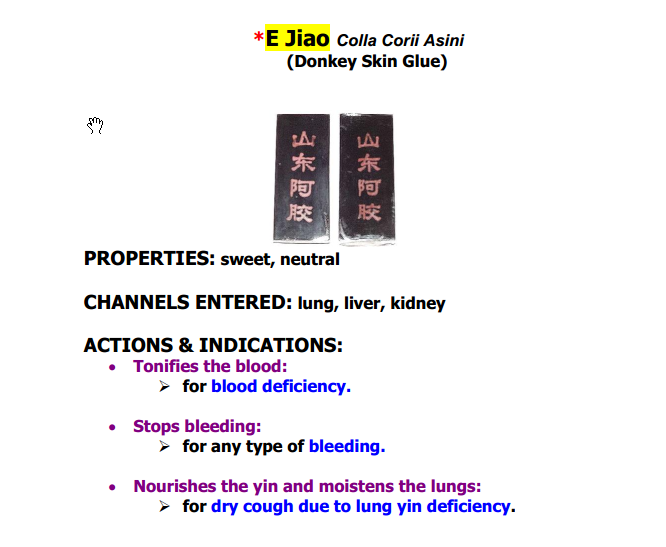 *E Jiao Colla Corii Asini
(Donkey Skin Glue)
山东阿胶
山东阿胶
PROPERTIES: sweet, neutral
CHANNELS ENTERED: lung, liver, kidney
ACTIONS & INDICATIONS:
• Tonifies the blood:
➢ for blood deficiency.
• Stops bleeding:
➢ for any type of bleeding.
• Nourishes the yin and moistens the lungs:
➢ for dry cough due to lung yin deficiency.